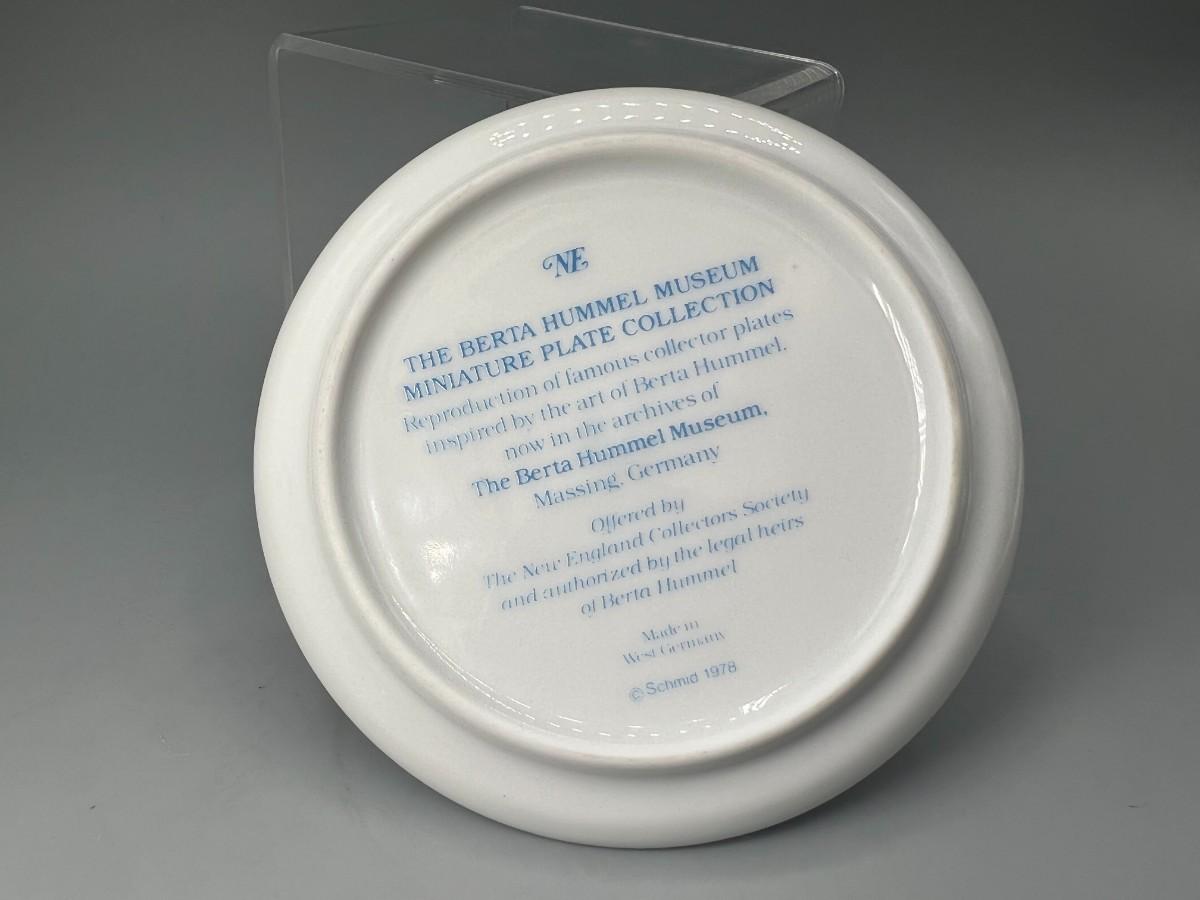 NE
THE BERTA HUMMEL MUSEUM
MINIATURE PLATE COLLECTION
Reproduction of famous collector plates
inspired by the art of Berta Hummel,
now in the archives of
The Berta Hummel Museum,
Massing, Germany
Offered by
The New England Collectors Society
and authorized by the legal heirs
of Berta Hummel
Made in
West Germany
© Schmid 1978